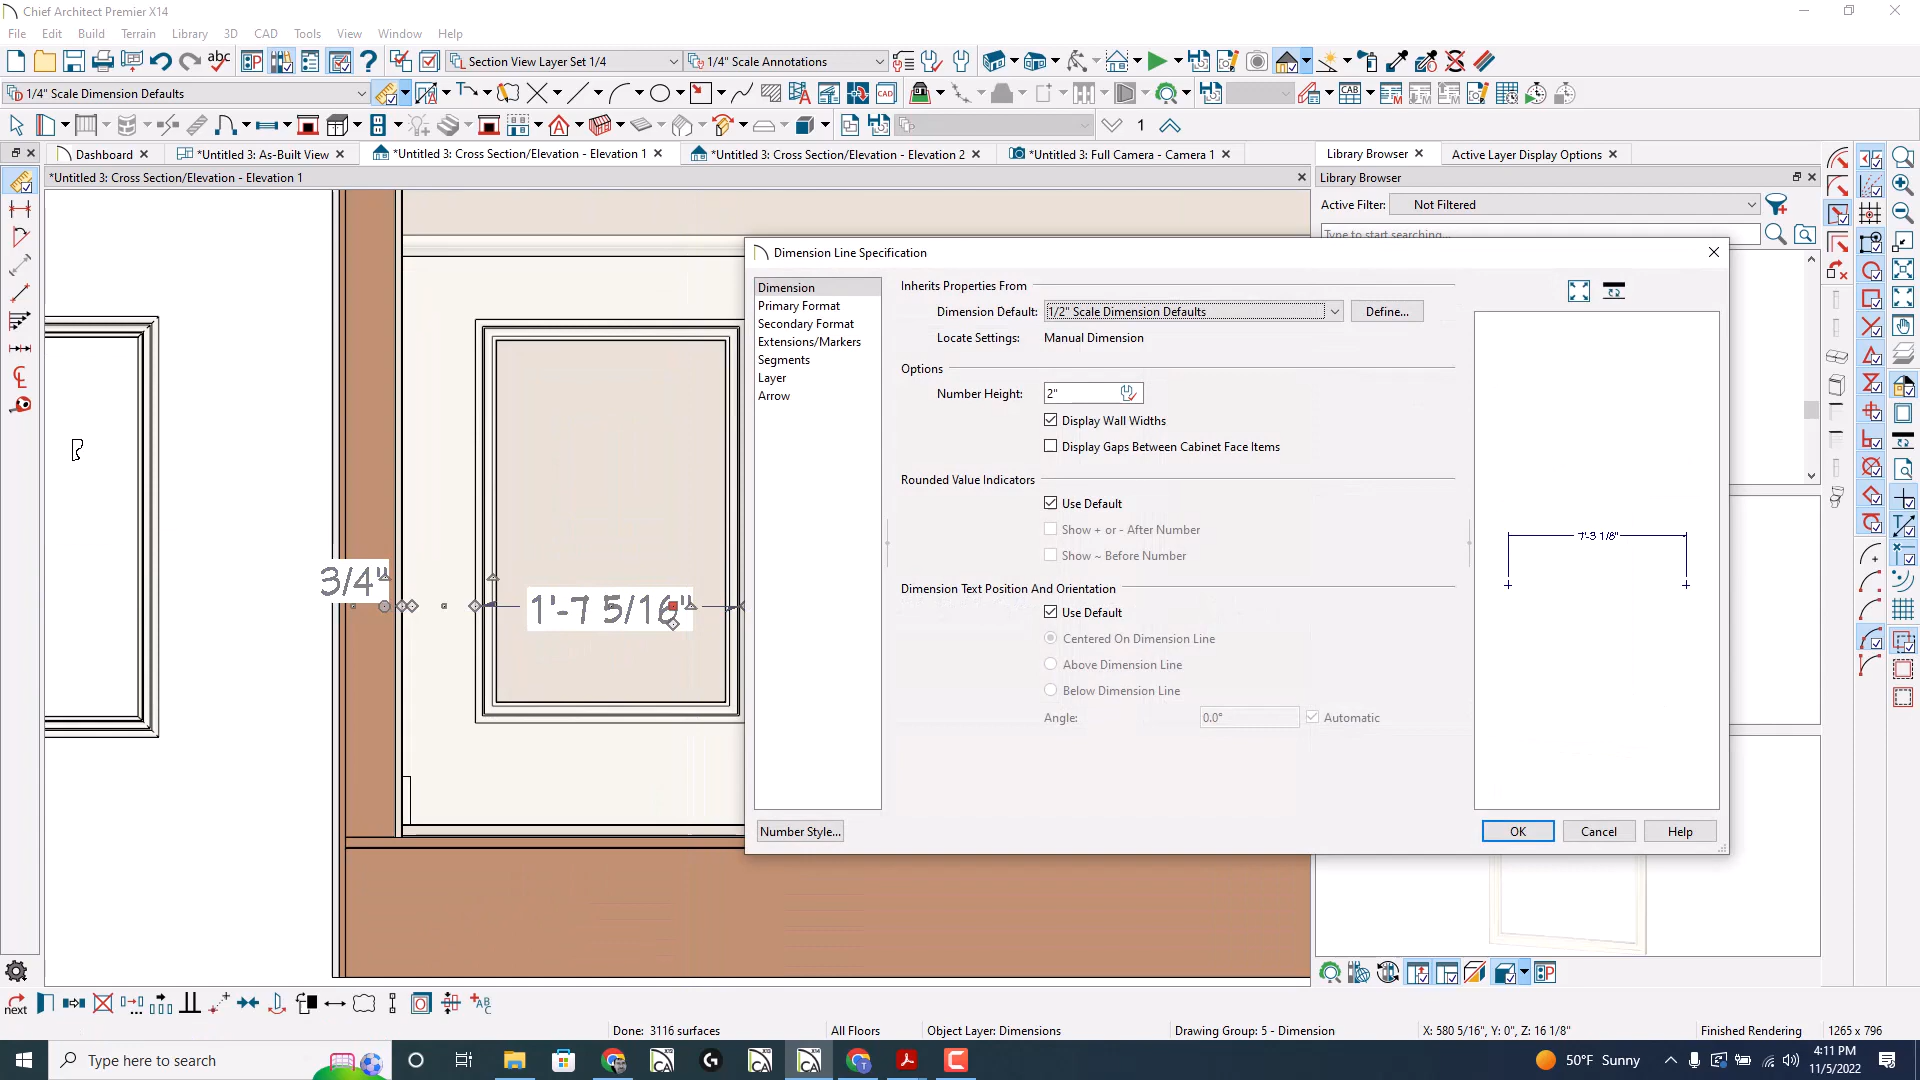 Chief Architect Premier X14
File Edit Build Terrain Library 3D CAD Tools View Window Help
Section View Layer Set 1/4
1/4" Scale Annotations
1/4" Scale Dimension Defaults
1
Dashboard
*Untitled 3: As-Built View
*Untitled 3: Cross Section/Elevation - Elevation 1
*Untitled 3: Cross Section/Elevation - Elevation 2
*Untitled 3: Full Camera - Camera 1
Library Browser
Active Layer Display Options
*Untitled 3: Cross Section/Elevation - Elevation 1
Library Browser
Active Filter: Not Filtered
Type to start searching...
Dimension Line Specification
Dimension
Primary Format
Secondary Format
Extensions/Markers
Segments
Layer
Arrow
Inherits Properties From
Dimension Default: 1/2" Scale Dimension Defaults Define...
Locate Settings: Manual Dimension
Options
Number Height: 2"
Display Wall Widths
Display Gaps Between Cabinet Face Items
Rounded Value Indicators
Use Default
Show + or - After Number
Show ~ Before Number
Dimension Text Position And Orientation
Use Default
Centered On Dimension Line
Above Dimension Line
Below Dimension Line
Angle: 0.0° Automatic
7'-3 1/8"
Number Style... OK Cancel Help
3/4"
1'-7 5/16"
next
Done: 3116 surfaces All Floors Object Layer: Dimensions Drawing Group: 5 - Dimension X: 580 5/16", Y: 0", Z: 16 1/8" Finished Rendering 1265 x 796
Type here to search
50°F Sunny
4:11 PM
11/5/2022